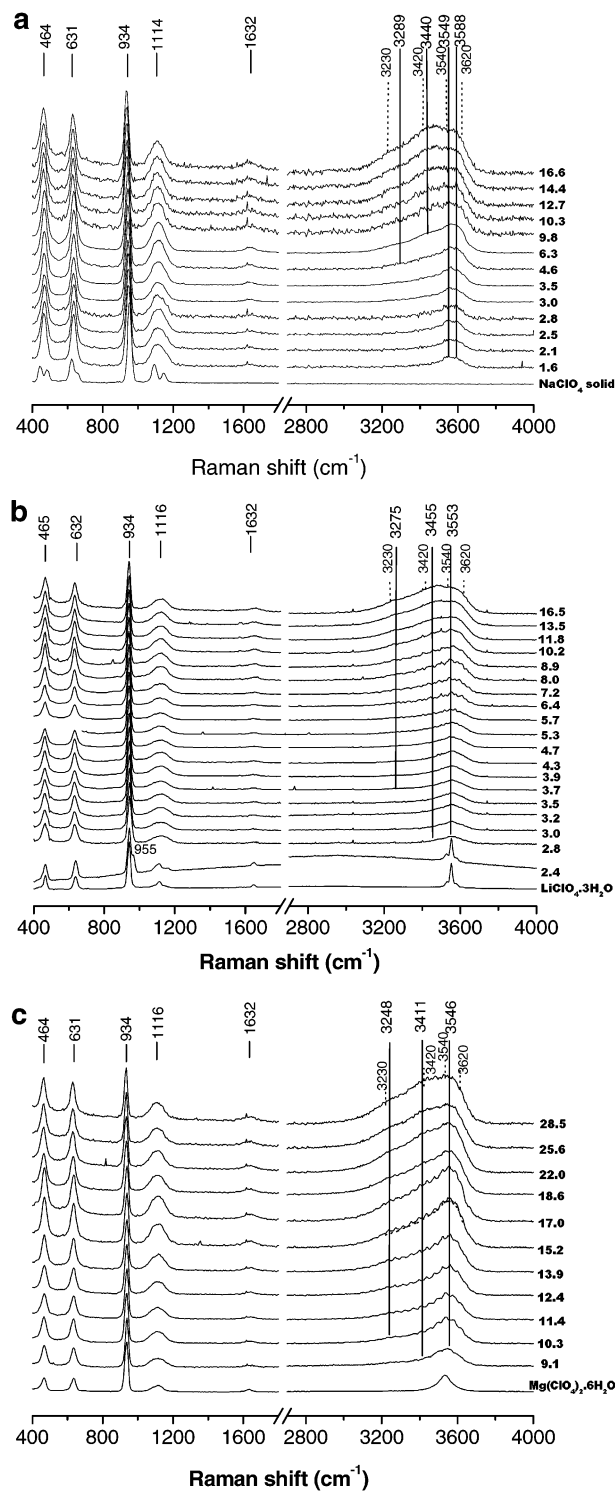 a
464 631 934 1114 1632 3230 3289 3420 3440 3540 3549 3588 3620
16.6
14.4
12.7
10.3
9.8
6.3
4.6
3.5
3.0
2.8
2.5
2.1
1.6
NaClO4 solid
400 800 1200 1600 2800 3200 3600 4000
Raman shift (cm-1)
b
465 632 934 1116 1632 3230 3275 3420 3455 3540 3553 3620
16.5
13.5
11.8
10.2
8.9
8.0
7.2
6.4
5.7
5.3
4.7
4.3
3.9
3.7
3.5
3.2
3.0
2.8
955
2.4
LiClO4.3H2O
400 800 1200 1600 2800 3200 3600 4000
Raman shift (cm-1)
c
464 631 934 1116 1632 3230 3248 3411 3420 3540 3546 3620
28.5
25.6
22.0
18.6
17.0
15.2
13.9
12.4
11.4
10.3
9.1
Mg(ClO4)2.6H2O
400 800 1200 1600 2800 3200 3600 4000
Raman shift (cm-1)